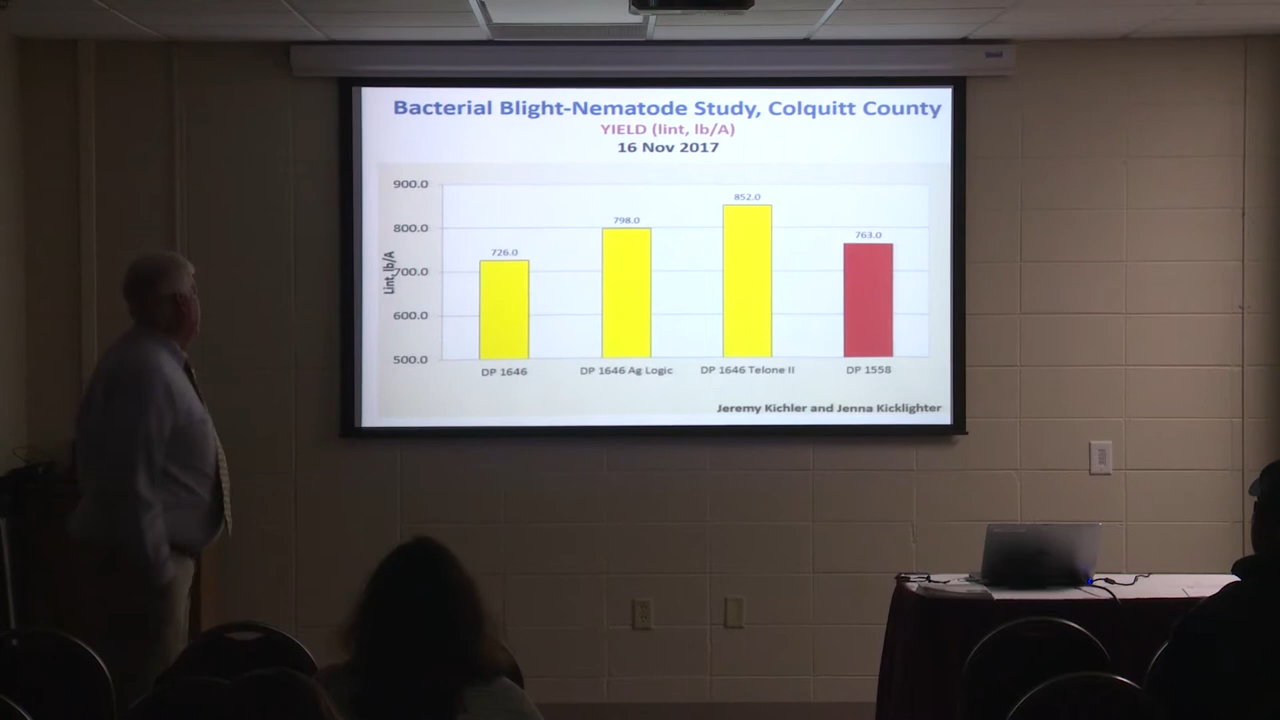 Bacterial Blight-Nematode Study, Colquitt County
YIELD (lint, lb/A)
16 Nov 2017
900.0
800.0
700.0
600.0
500.0
Lint, lb/A
726.0
798.0
852.0
763.0
DP 1646
DP 1646 Ag Logic
DP 1646 Telone II
DP 1558
Jeremy Kichler and Jenna Kicklighter